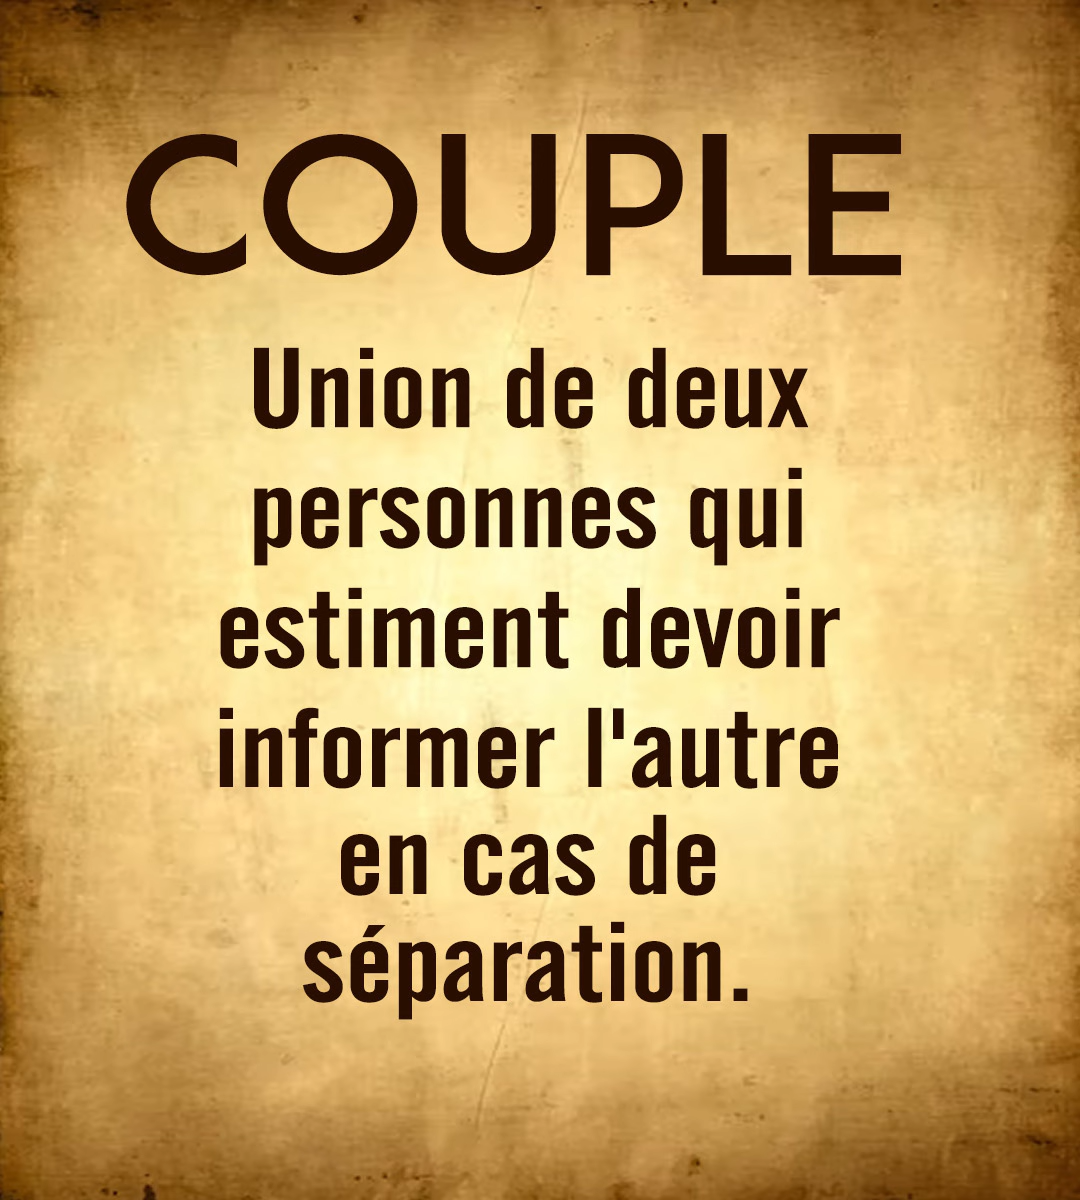 COUPLE
Union de deux
personnes qui
estiment devoir
informer l'autre
en cas de
séparation.